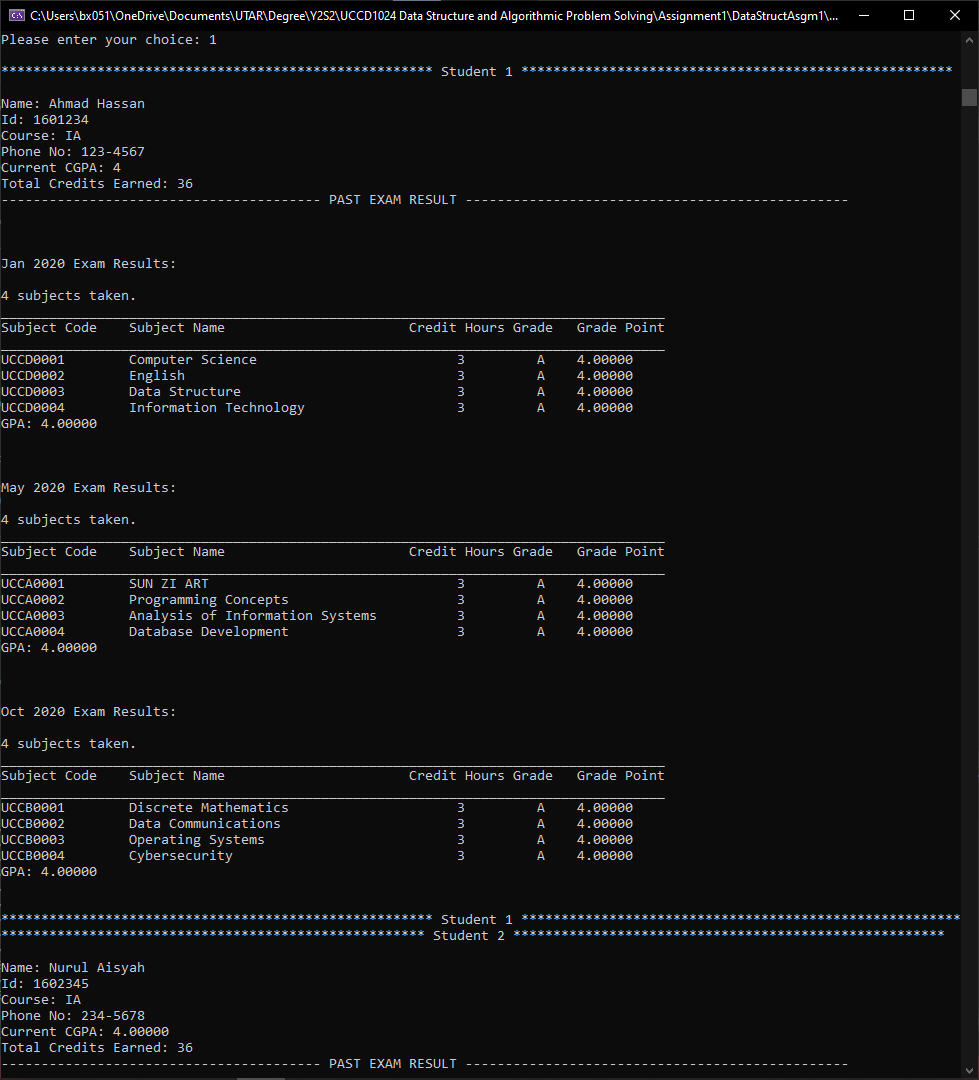 C:\Users\bx051\OneDrive\Documents\UTAR\Degree\Y2S2\UCCD1024 Data Structure and Algorithmic Problem Solving\Assignment1\DataStructAsgm1\...
Please enter your choice: 1
****************************************************** Student 1 ******************************************************
Name: Ahmad Hassan
Id: 1601234
Course: IA
Phone No: 123-4567
Current CGPA: 4
Total Credits Earned: 36
---------------------------------------- PAST EXAM RESULT ------------------------------------------------
Jan 2020 Exam Results:
4 subjects taken.
___________________________________________________________________________________
Subject Code    Subject Name                       Credit Hours Grade   Grade Point
___________________________________________________________________________________
UCCD0001        Computer Science                         3         A    4.00000
UCCD0002        English                                  3         A    4.00000
UCCD0003        Data Structure                           3         A    4.00000
UCCD0004        Information Technology                   3         A    4.00000
GPA: 4.00000
May 2020 Exam Results:
4 subjects taken.
___________________________________________________________________________________
Subject Code    Subject Name                       Credit Hours Grade   Grade Point
___________________________________________________________________________________
UCCA0001        SUN ZI ART                               3         A    4.00000
UCCA0002        Programming Concepts                     3         A    4.00000
UCCA0003        Analysis of Information Systems          3         A    4.00000
UCCA0004        Database Development                     3         A    4.00000
GPA: 4.00000
Oct 2020 Exam Results:
4 subjects taken.
___________________________________________________________________________________
Subject Code    Subject Name                       Credit Hours Grade   Grade Point
___________________________________________________________________________________
UCCB0001        Discrete Mathematics                     3         A    4.00000
UCCB0002        Data Communications                      3         A    4.00000
UCCB0003        Operating Systems                        3         A    4.00000
UCCB0004        Cybersecurity                            3         A    4.00000
GPA: 4.00000
****************************************************** Student 1 *******************************************************
***************************************************** Student 2 ******************************************************
Name: Nurul Aisyah
Id: 1602345
Course: IA
Phone No: 234-5678
Current CGPA: 4.00000
Total Credits Earned: 36
---------------------------------------- PAST EXAM RESULT ------------------------------------------------